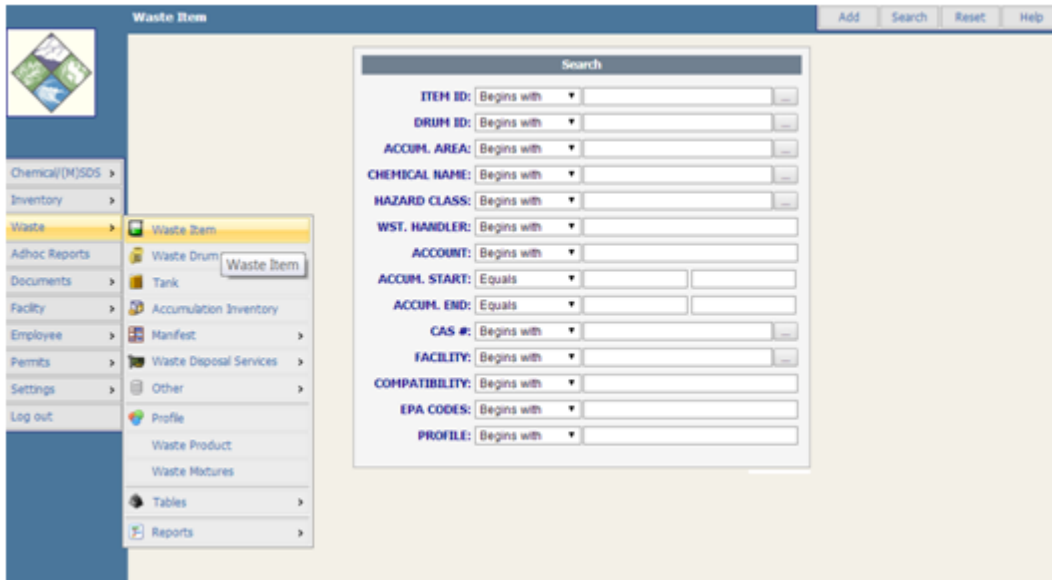 Waste Item
Add Search Reset Help
Search
ITEM ID: Begins with ...
DRUM ID: Begins with ...
ACCUM. AREA: Begins with ...
CHEMICAL NAME: Begins with ...
HAZARD CLASS: Begins with ...
WST. HANDLER: Begins with
ACCOUNT: Begins with
ACCUM. START: Equals
ACCUM. END: Equals
CAS #: Begins with ...
FACILITY: Begins with ...
COMPATIBILITY: Begins with
EPA CODES: Begins with
PROFILE: Begins with
Chemical/(M)SDS
Inventory
Waste
Adhoc Reports
Documents
Facility
Employee
Permits
Settings
Log out
Waste Item
Waste Drum
Waste Item
Tank
Accumulation Inventory
Manifest
Waste Disposal Services
Other
Profile
Waste Product
Waste Mixtures
Tables
Reports